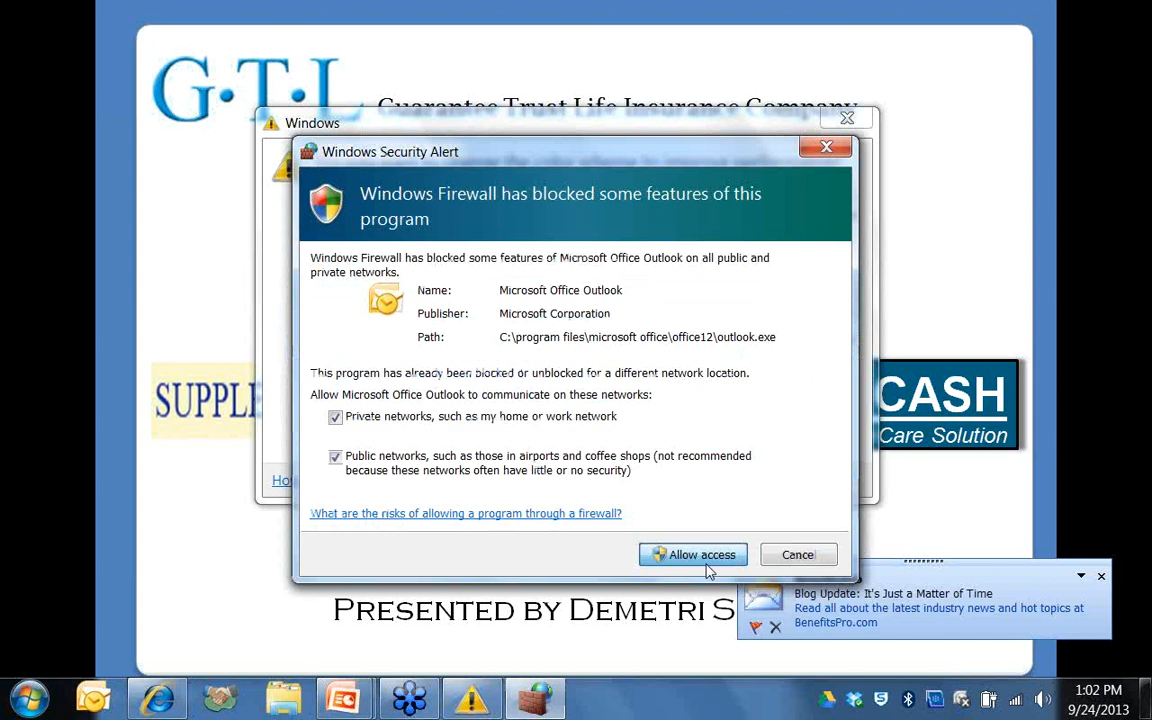 G·T·L
Guarantee Trust Life Insurance Company
Windows
Windows Security Alert
Windows Firewall has blocked some features of this
program
Windows Firewall has blocked some features of Microsoft Office Outlook on all public and
private networks.
Name: Microsoft Office Outlook
Publisher: Microsoft Corporation
Path: C:\program files\microsoft office\office12\outlook.exe
This program has already been blocked or unblocked for a different network location.
Allow Microsoft Office Outlook to communicate on these networks:
Private networks, such as my home or work network
Public networks, such as those in airports and coffee shops (not recommended
because these networks often have little or no security)
What are the risks of allowing a program through a firewall?
Allow access
Cancel
SUPPLE
CASH
Care Solution
Ho
PRESENTED BY DEMETRI S
Blog Update: It's Just a Matter of Time
Read all about the latest industry news and hot topics at
BenefitsPro.com
1:02 PM
9/24/2013